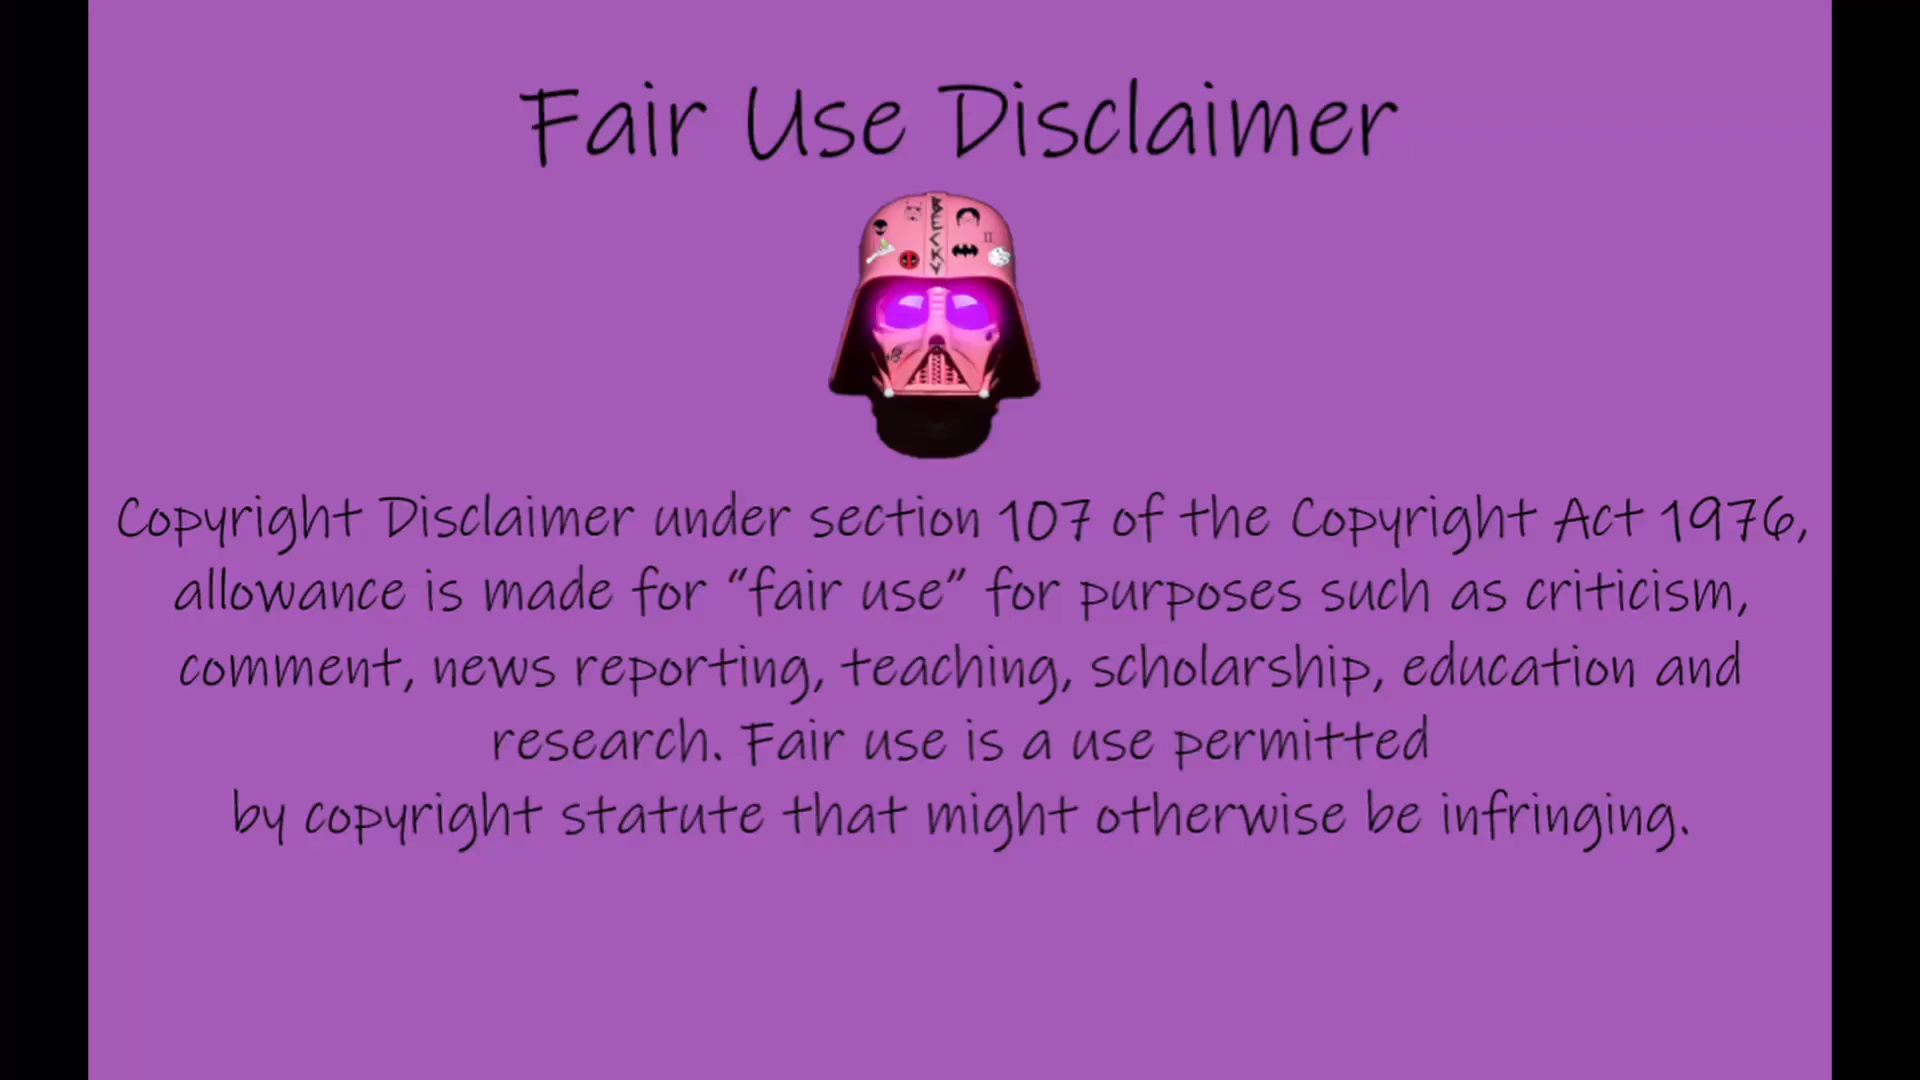 Fair Use Disclaimer
BECKY
II
Copyright Disclaimer under section 107 of the Copyright Act 1976,
allowance is made for “fair use” for purposes such as criticism,
comment, news reporting, teaching, scholarship, education and
research. Fair use is a use permitted
by copyright statute that might otherwise be infringing.